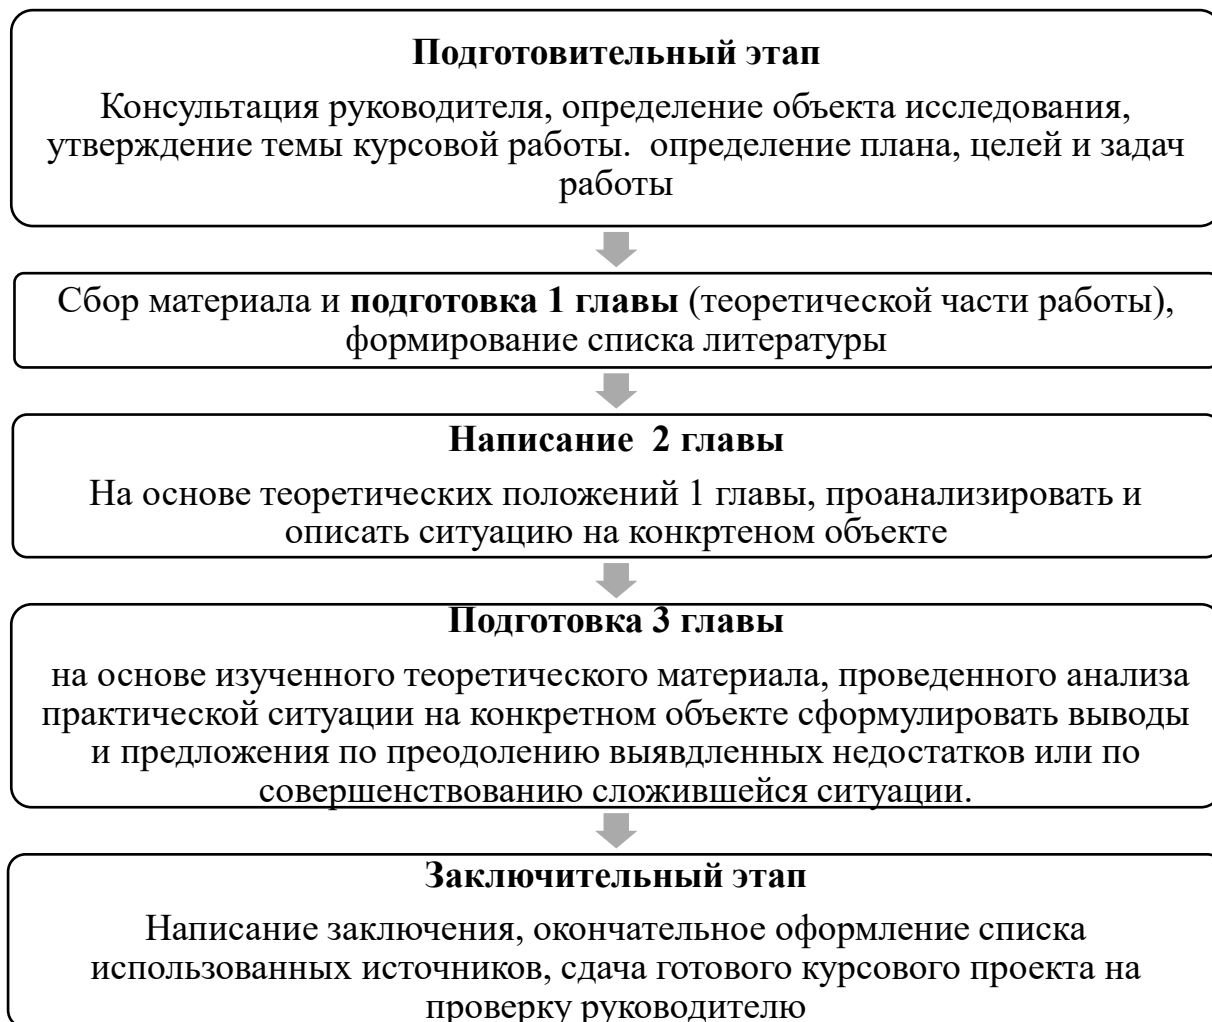 Подготовительный этап
Консультация руководителя, определение объекта исследования,
утверждение темы курсовой работы.  определение плана, целей и задач
работы
Сбор материала и подготовка 1 главы (теоретической части работы),
формирование списка литературы
Написание  2 главы
На основе теоретических положений 1 главы, проанализировать и
описать ситуацию на конкртеном объекте
Подготовка 3 главы
на основе изученного теоретического материала, проведенного анализа
практической ситуации на конкретном объекте сформулировать выводы
и предложения по преодолению выявдленных недостатков или по
совершенствованию сложившейся ситуации.
Заключительный этап
Написание заключения, окончательное оформление списка
использованных источников, сдача готового курсового проекта на
проверку руководителю